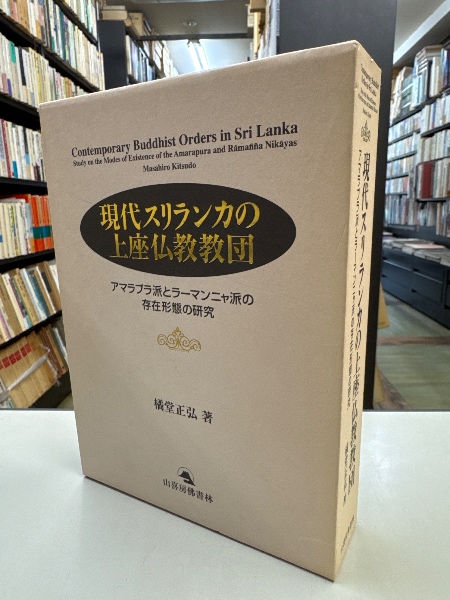 Contemporary Buddhist Orders in Sri Lanka
Study on the Modes of Existence of the Amarapura and Rāmañña Nikāyas
Masahiro Kitsudo
現代スリランカの
上座仏教教団
アマラプラ派とラーマンニャ派の
存在形態の研究
橘堂正弘 著
山喜房佛書林
現代スリランカの上座仏教教団